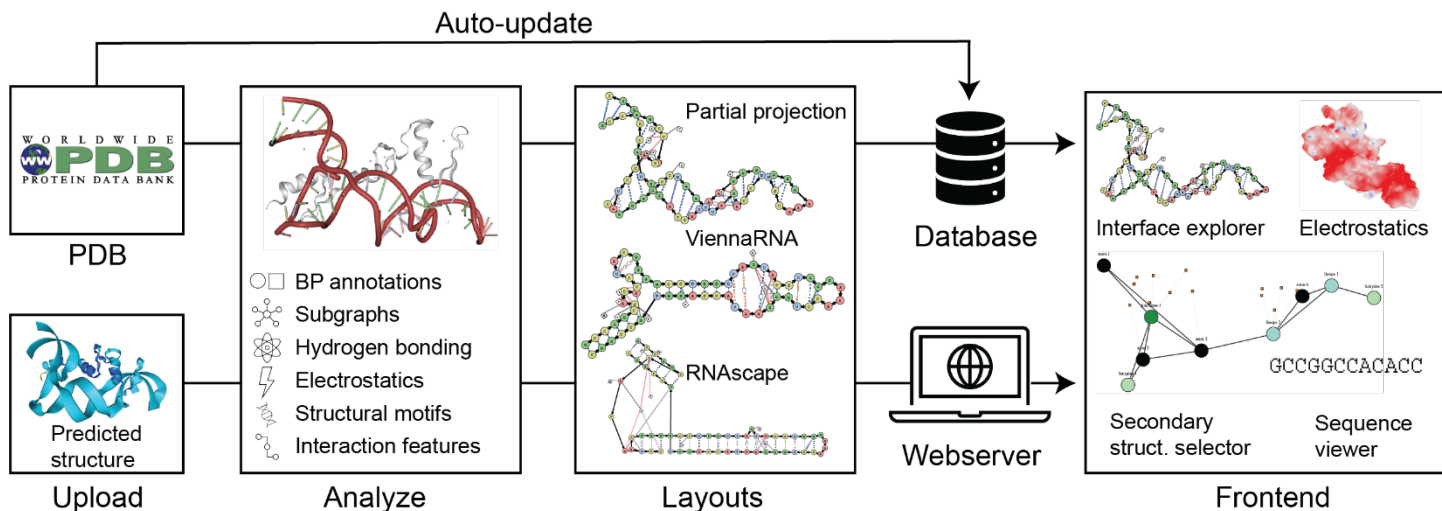 Auto-update
WORLDWIDE
PDB
PROTEIN DATA BANK
PDB
Predicted
structure
Upload
BP annotations
Subgraphs
Hydrogen bonding
Electrostatics
Structural motifs
Interaction features
Analyze
Partial projection
ViennaRNA
RNAscape
Layouts
Database
Webserver
Interface explorer
Electrostatics
GCCGGCCACACC
Secondary
struct. selector
Sequence
viewer
Frontend